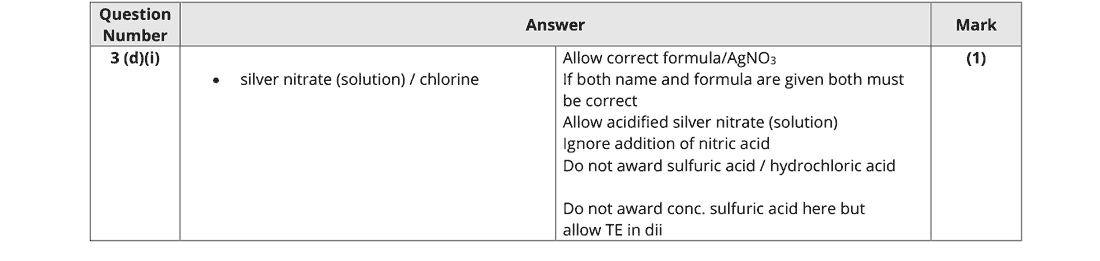 Question Number
Answer
Mark
3 (d)(i)
• silver nitrate (solution) / chlorine
Allow correct formula/AgNO₃
If both name and formula are given both must
be correct
Allow acidified silver nitrate (solution)
Ignore addition of nitric acid
Do not award sulfuric acid / hydrochloric acid
Do not award conc. sulfuric acid here but
allow TE in dii
(1)